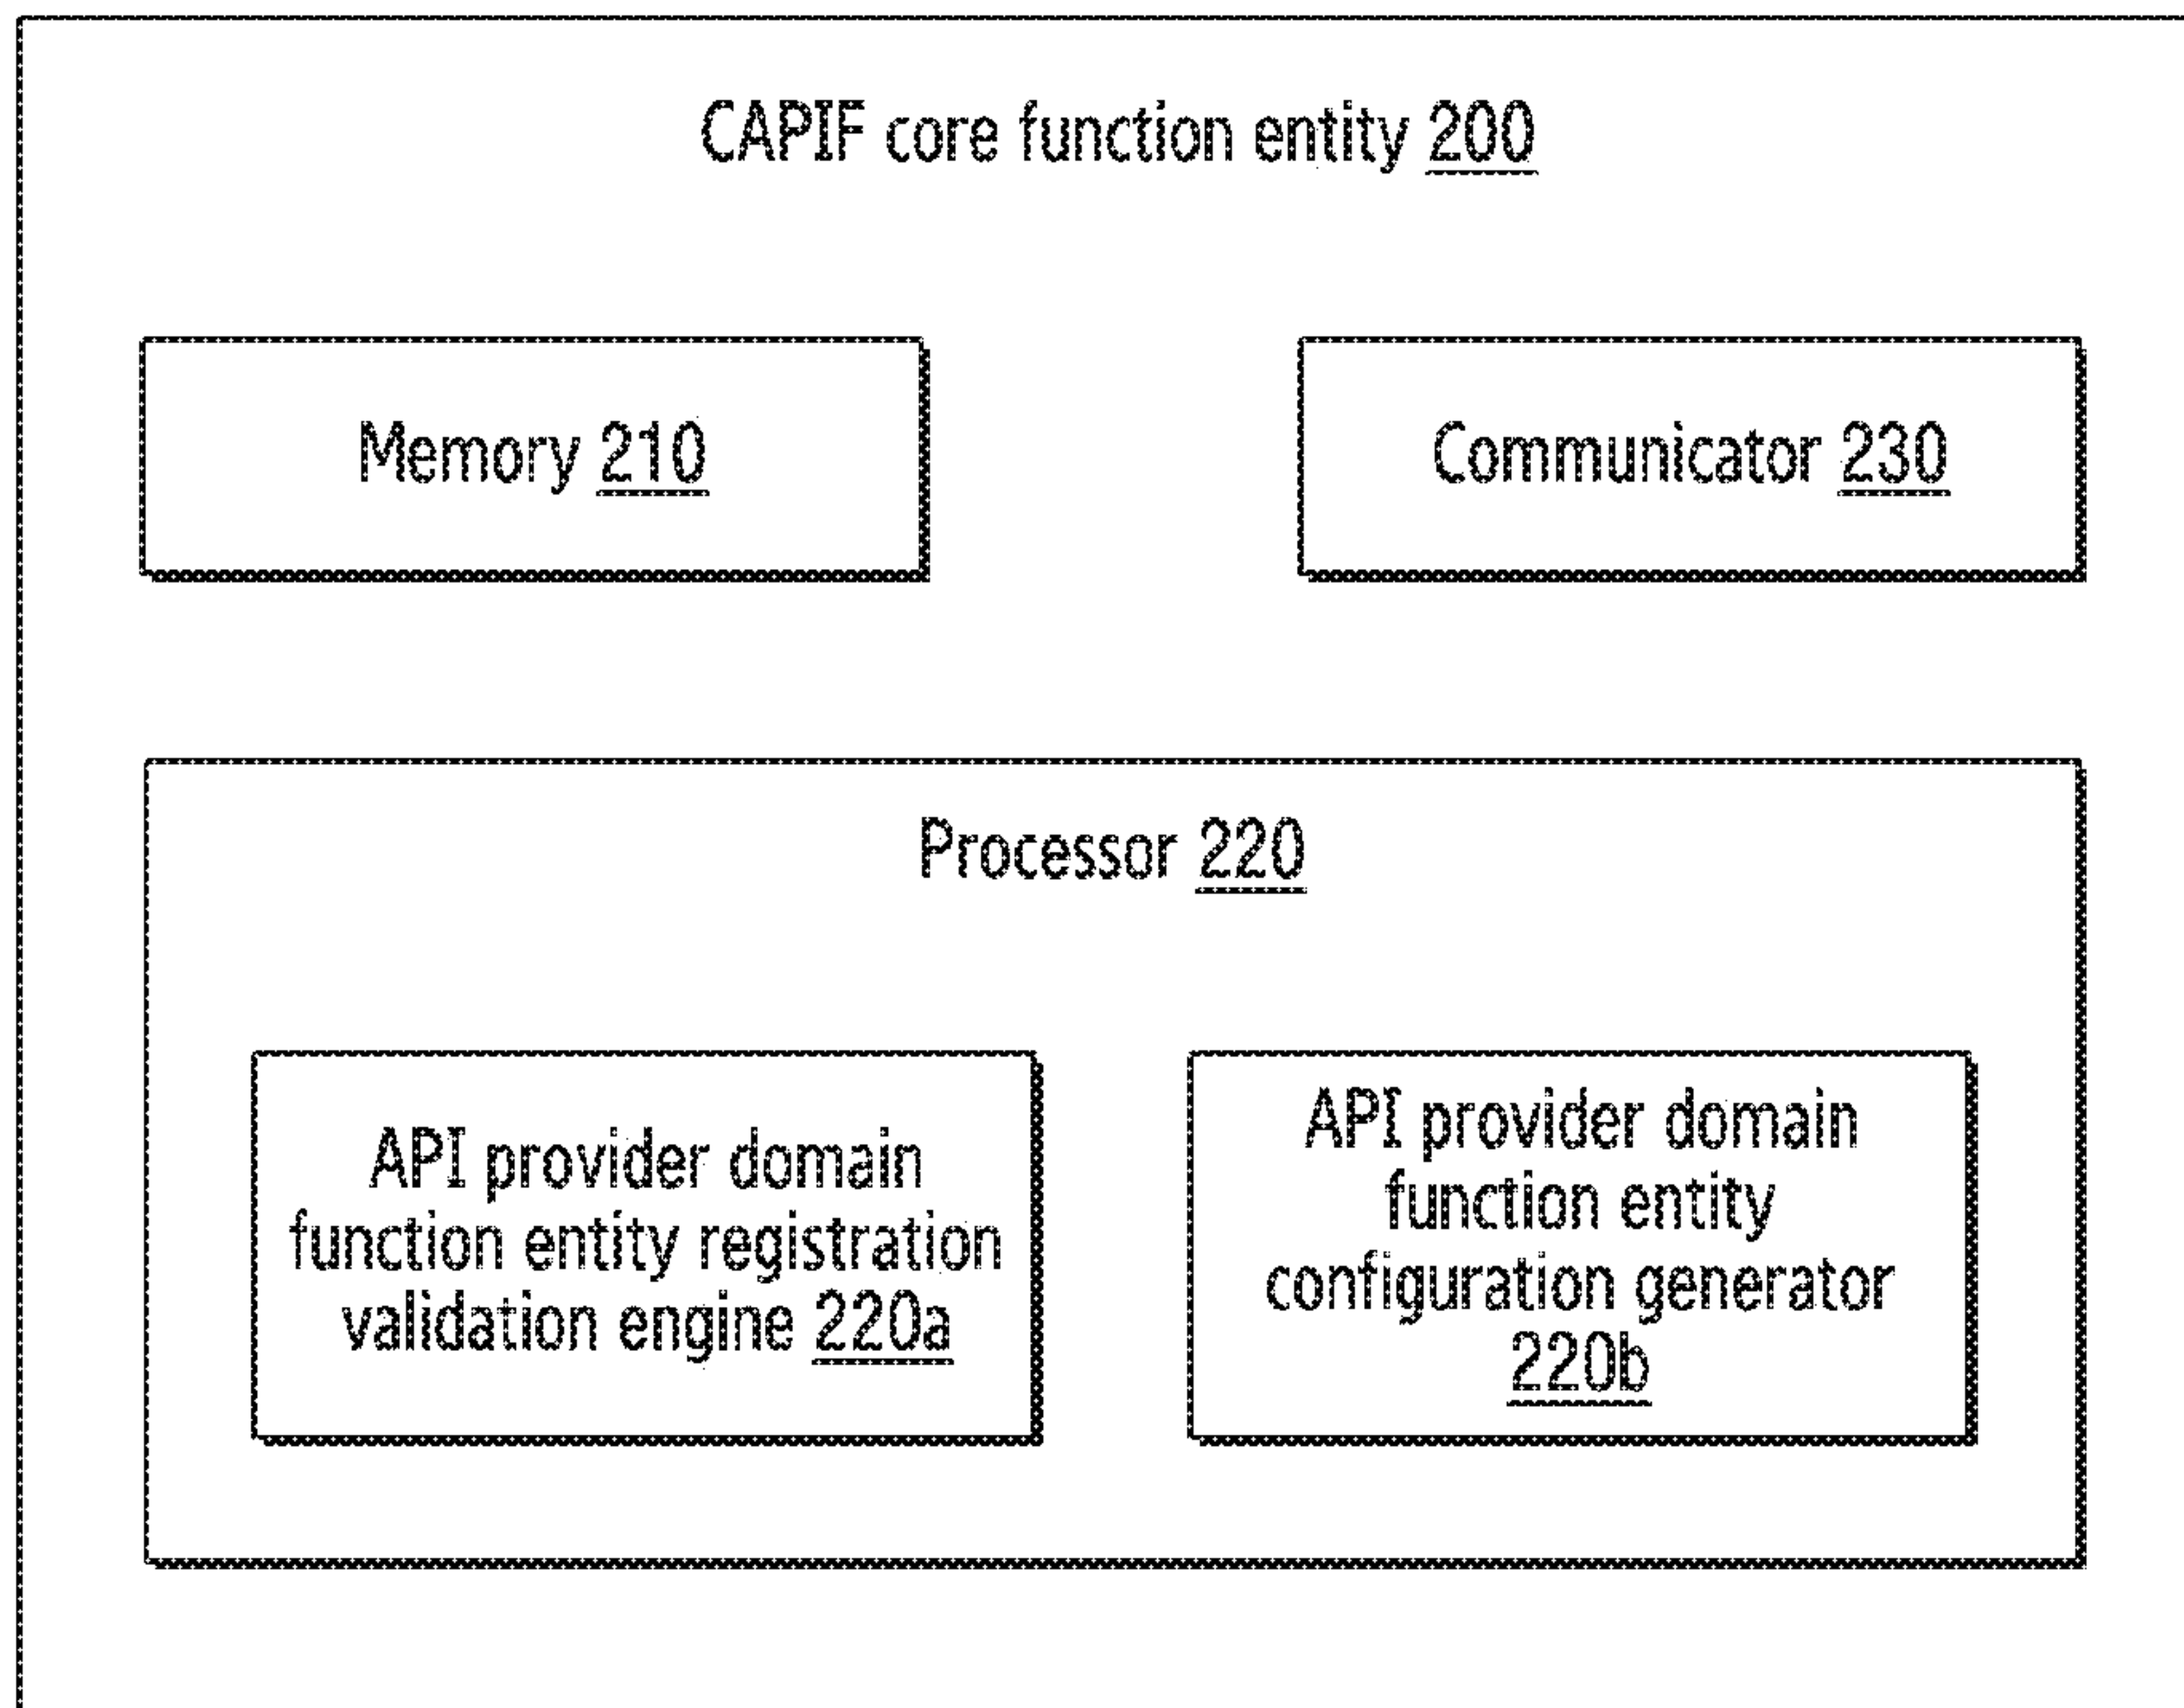 CAPIF core function entity 200
Memory 210
Communicator 230
Processor 220
API provider domain
function entity registration
validation engine 220a
API provider domain
function entity
configuration generator
220b